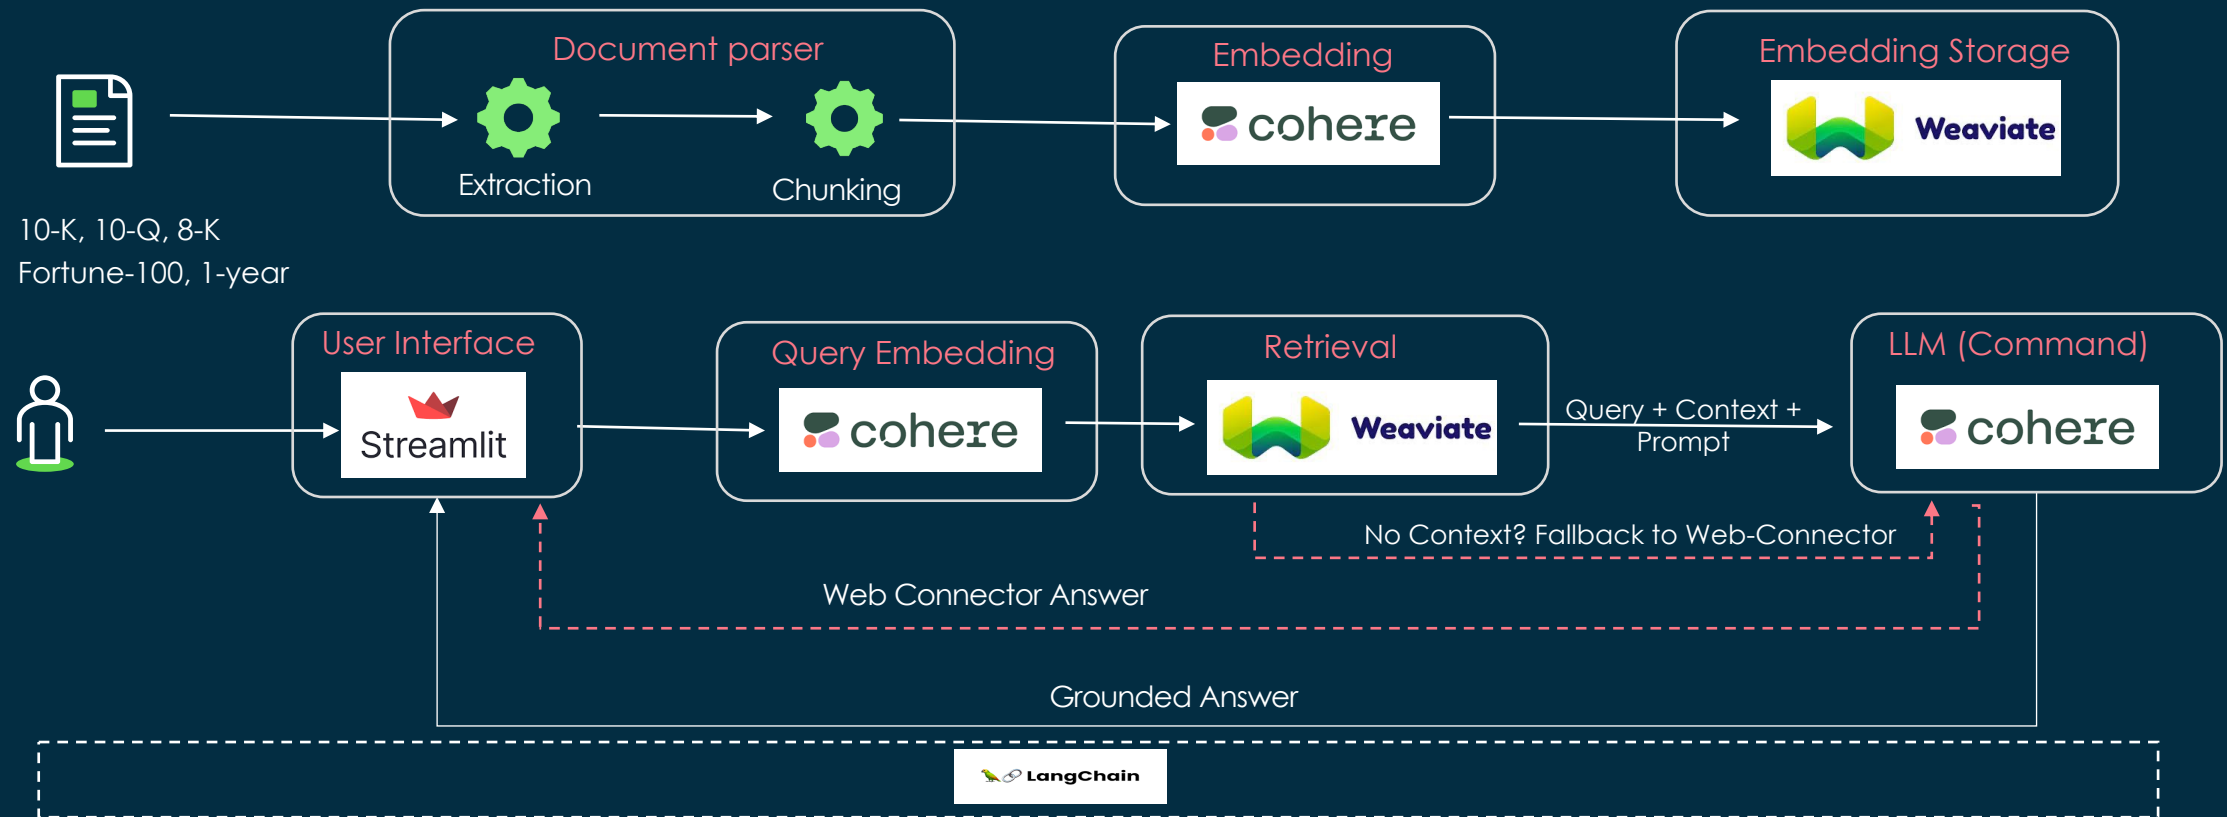 Document parser
Embedding
Embedding Storage
cohere
Weaviate
Extraction
Chunking
10-K, 10-Q, 8-K
Fortune-100, 1-year
User Interface
Query Embedding
Retrieval
LLM (Command)
Streamlit
cohere
Weaviate
Query + Context +
Prompt
cohere
No Context? Fallback to Web-Connector
Web Connector Answer
Grounded Answer
LangChain